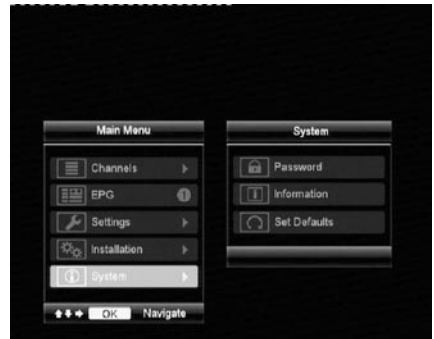 Main Menu
Channels
EPG
Settings
Installation
System
OK Navigate
System
Password
Information
Set Defaults